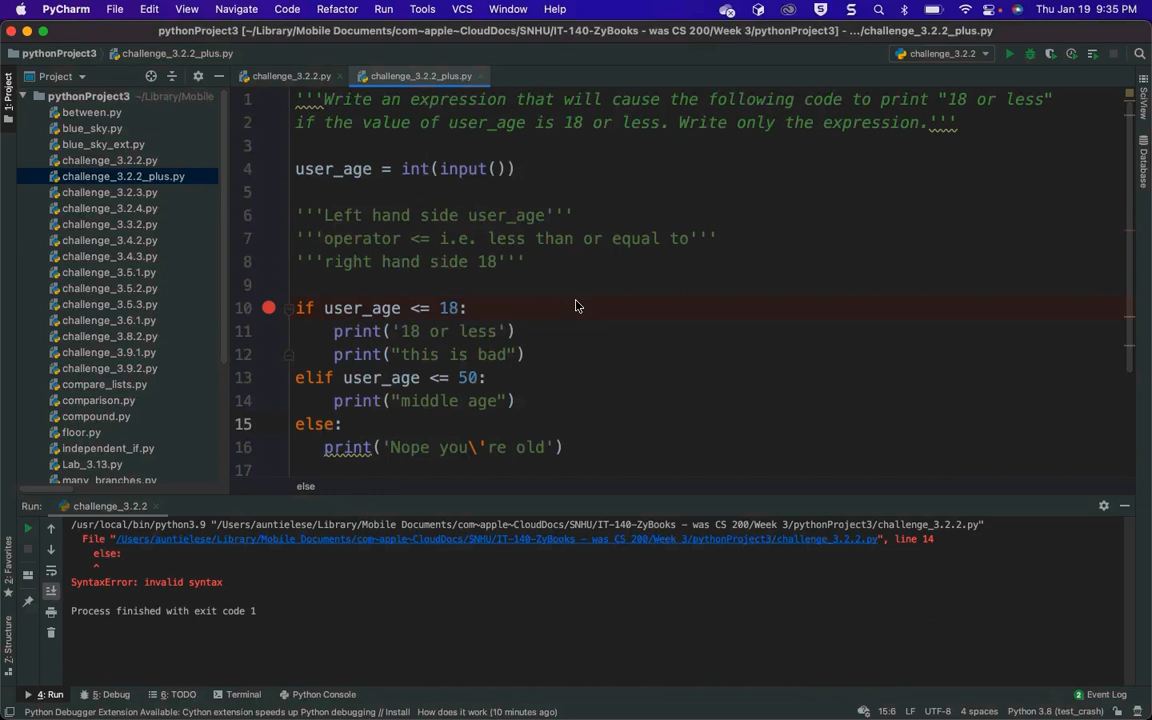 PyCharm File Edit View Navigate Code Refactor Run Tools VCS Window Help Thu Jan 19 9:35 PM
pythonProject3 [~/Library/Mobile Documents/com~apple~CloudDocs/SNHU/IT-140-ZyBooks - was CS 200/Week 3/pythonProject3] - .../challenge_3.2.2_plus.py
pythonProject3 challenge_3.2.2_plus.py challenge_3.2.2
Project challenge_3.2.2.py challenge_3.2.2_plus.py
1: Project
pythonProject3 ~/Library/Mobile
between.py
blue_sky.py
blue_sky_ext.py
challenge_3.2.2.py
challenge_3.2.2_plus.py
challenge_3.2.3.py
challenge_3.2.4.py
challenge_3.3.2.py
challenge_3.4.2.py
challenge_3.4.3.py
challenge_3.5.1.py
challenge_3.5.2.py
challenge_3.5.3.py
challenge_3.6.1.py
challenge_3.8.2.py
challenge_3.9.1.py
challenge_3.9.2.py
compare_lists.py
comparison.py
compound.py
floor.py
independent_if.py
Lab_3.13.py
many_branches.py
1 '''Write an expression that will cause the following code to print "18 or less"
2 if the value of user_age is 18 or less. Write only the expression.'''
3
4 user_age = int(input())
5
6 '''Left hand side user_age'''
7 '''operator <= i.e. less than or equal to'''
8 '''right hand side 18'''
9
10 if user_age <= 18:
11 print('18 or less')
12 print("this is bad")
13 elif user_age <= 50:
14 print("middle age")
15 else:
16 print('Nope you\'re old')
17
else
SciView
Database
Run: challenge_3.2.2
/usr/local/bin/python3.9 "/Users/auntielese/Library/Mobile Documents/com~apple~CloudDocs/SNHU/IT-140-ZyBooks - was CS 200/Week 3/pythonProject3/challenge_3.2.2.py"
File "/Users/auntielese/Library/Mobile Documents/com~apple~CloudDocs/SNHU/IT-140-ZyBooks - was CS 200/Week 3/pythonProject3/challenge_3.2.2.py", line 14
else:
^
SyntaxError: invalid syntax
Process finished with exit code 1
2: Favorites
7: Structure
4: Run 5: Debug 6: TODO Terminal Python Console 2 Event Log
Python Debugger Extension Available: Cython extension speeds up Python debugging // Install How does it work (10 minutes ago) 15:6 LF UTF-8 4 spaces Python 3.8 (test_crash)